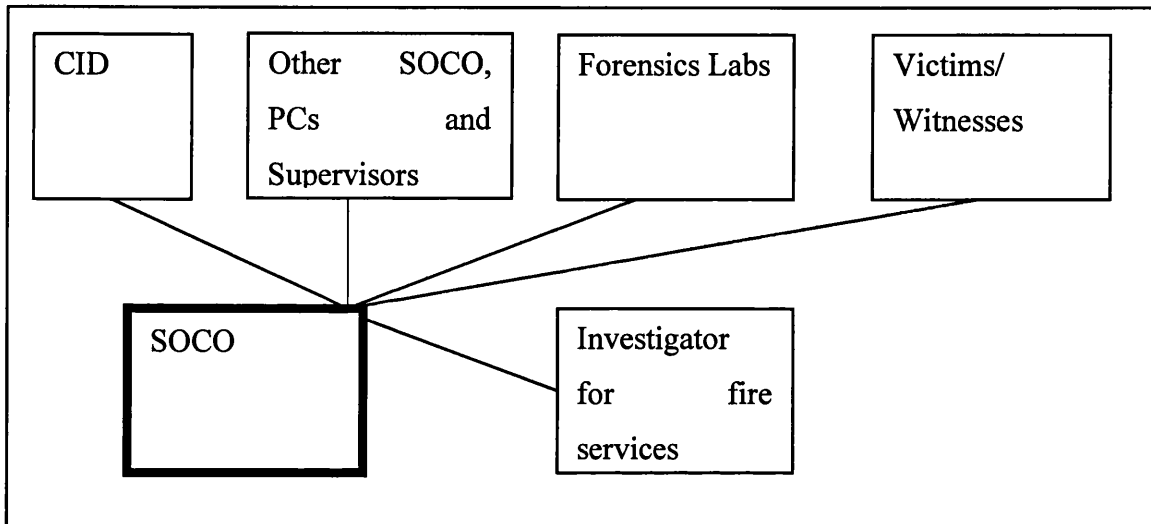 CID
Other SOCO,
PCs and
Supervisors
Forensics Labs
Victims/
Witnesses
SOCO
Investigator
for fire
services